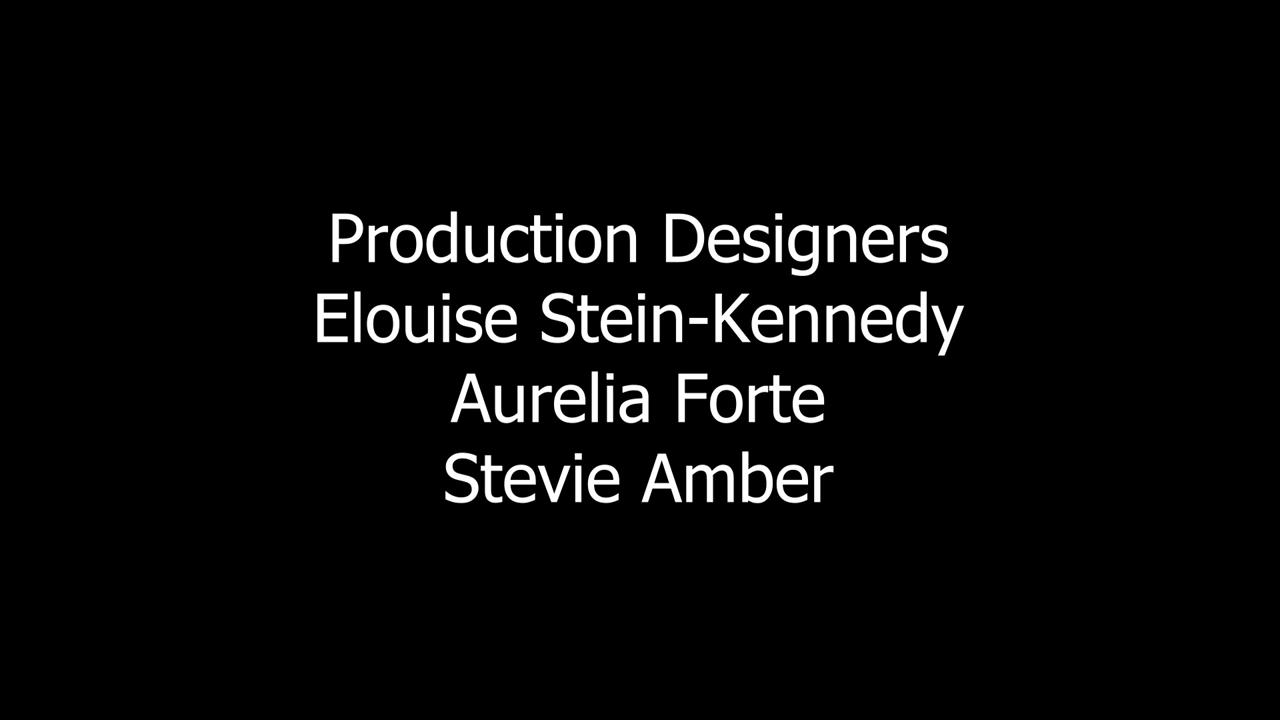 Production Designers
Elouise Stein-Kennedy
Aurelia Forte
Stevie Amber